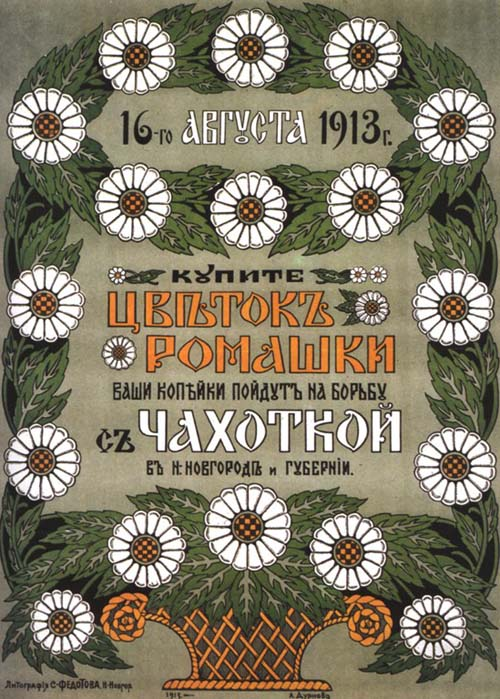 16-го АВГУСТА 1913 г.
КУПИТЕ
ЦВѢТОКЪ
РОМАШКИ
ВАШИ КОПѢЙКИ ПОЙДУТЪ НА БОРЬБУ
СЪ ЧАХОТКОЙ
ВЪ Н. НОВГОРОДѢ и ГУБЕРНІИ.
Литографія С. ФЕДОТОВА, Н-Новгор.
1913
А. Дурнова